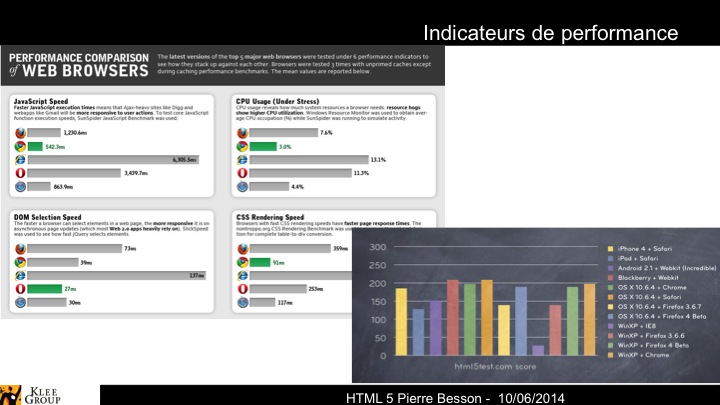 Indicateurs de performance
PERFORMANCE COMPARISON
of WEB BROWSERS
The latest versions of the top 5 major web browsers were tested under 6 performance indicators to
see how they stack up against each other. Browsers were tested 3 times with unprimed caches except
during caching performance benchmarks. The mean values are reported below.
JavaScript Speed
Faster JavaScript execution times means that Ajax-heavy sites like Digg and
webapps like Gmail will be more responsive to user actions. To test core JavaScript
function execution speeds, SunSpider JavaScript Benchmark was used.
1,230.6ms
542.3ms
6,305.5ms
3,439.7ms
863.9ms
CPU Usage (Under Stress)
CPU usage reveals how much system resources a browser needs: resource hogs
show higher CPU utilization. Windows Resource Monitor was used to obtain aver-
age CPU occupation (%) while SunSpider was running to simulate activity.
7.6%
3.0%
13.1%
11.3%
4.4%
DOM Selection Speed
The faster a browser can select elements in a web page, the more responsive it is on
asynchronous page updates (which most Web 2.0 apps heavily rely on). SlickSpeed
was used to see how fast jQuery selects elements.
73ms
39ms
137ms
27ms
30ms
CSS Rendering Speed
Browsers with fast CSS rendering speeds have faster page response times. The
nontroppo.org CSS Rendering Benchmark was
tion for complete table-to-div conversion.
359ms
91ms
253ms
117ms
300
250
200
150
100
50
0
html5test.com score
iPhone 4 + Safari
iPad + Safari
Android 2.1 + Webkit (Incredible)
Blackberry + Webkit
OS X 10.6.4 + Chrome
OS X 10.6.4 + Safari
OS X 10.6.4 + Firefox 3.6.7
OS X 10.6.4 + Firefox 4 Beta
WinXP + IE8
WinXP + Firefox 3.6.6
WinXP + Firefox 4 Beta
WinXP + Chrome
KLEE
GROUP
HTML 5 Pierre Besson - 10/06/2014